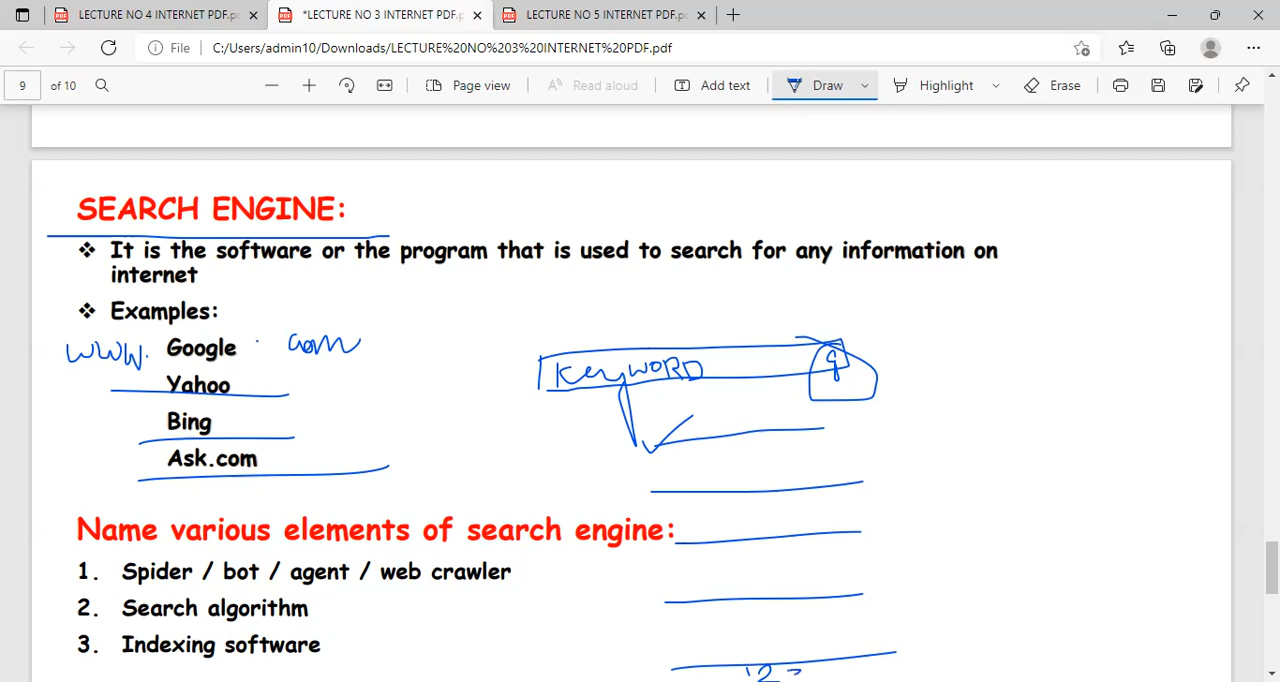 LECTURE NO 4 INTERNET PDF.p
*LECTURE NO 3 INTERNET PDF.
LECTURE NO 5 INTERNET PDF.p
File C:/Users/admin10/Downloads/LECTURE%20NO%203%20INTERNET%20PDF.pdf
9 of 10 Page view Read aloud Add text Draw Highlight Erase
SEARCH ENGINE:
❖ It is the software or the program that is used to search for any information on
internet
❖ Examples:
www. Google . com
Yahoo
Bing
Ask.com
KeyWORD
Name various elements of search engine:
1. Spider / bot / agent / web crawler
2. Search algorithm
3. Indexing software